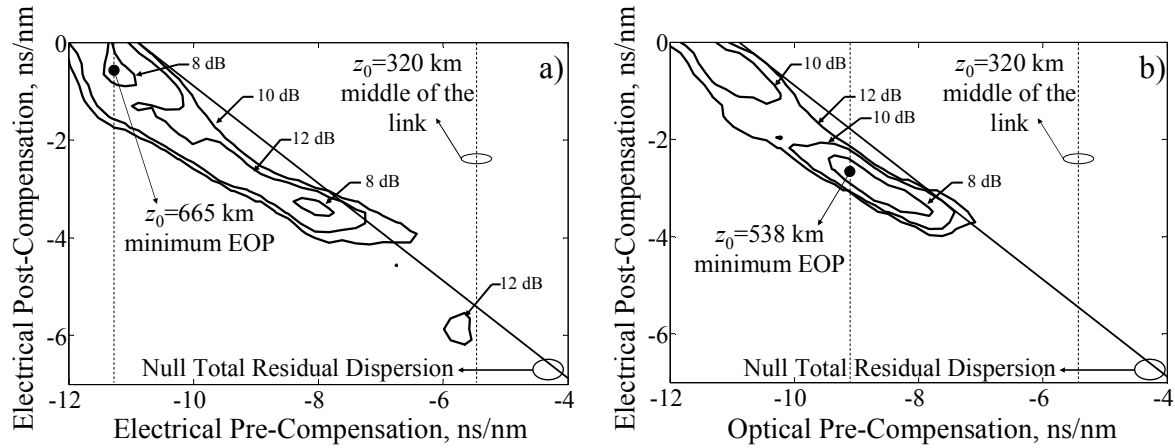 0
-2
-4
-6
-12
-10
-8
-6
-4
Electrical Post-Compensation, ns/nm
Electrical Pre-Compensation, ns/nm
a)
8 dB
10 dB
12 dB
8 dB
12 dB
z0=320 km
middle of the
link
z0=665 km
minimum EOP
Null Total Residual Dispersion
0
-2
-4
-6
-12
-10
-8
-6
-4
Electrical Post-Compensation, ns/nm
Optical Pre-Compensation, ns/nm
b)
10 dB
12 dB
10 dB
8 dB
z0=320 km
middle of the
link
z0=538 km
minimum EOP
Null Total Residual Dispersion